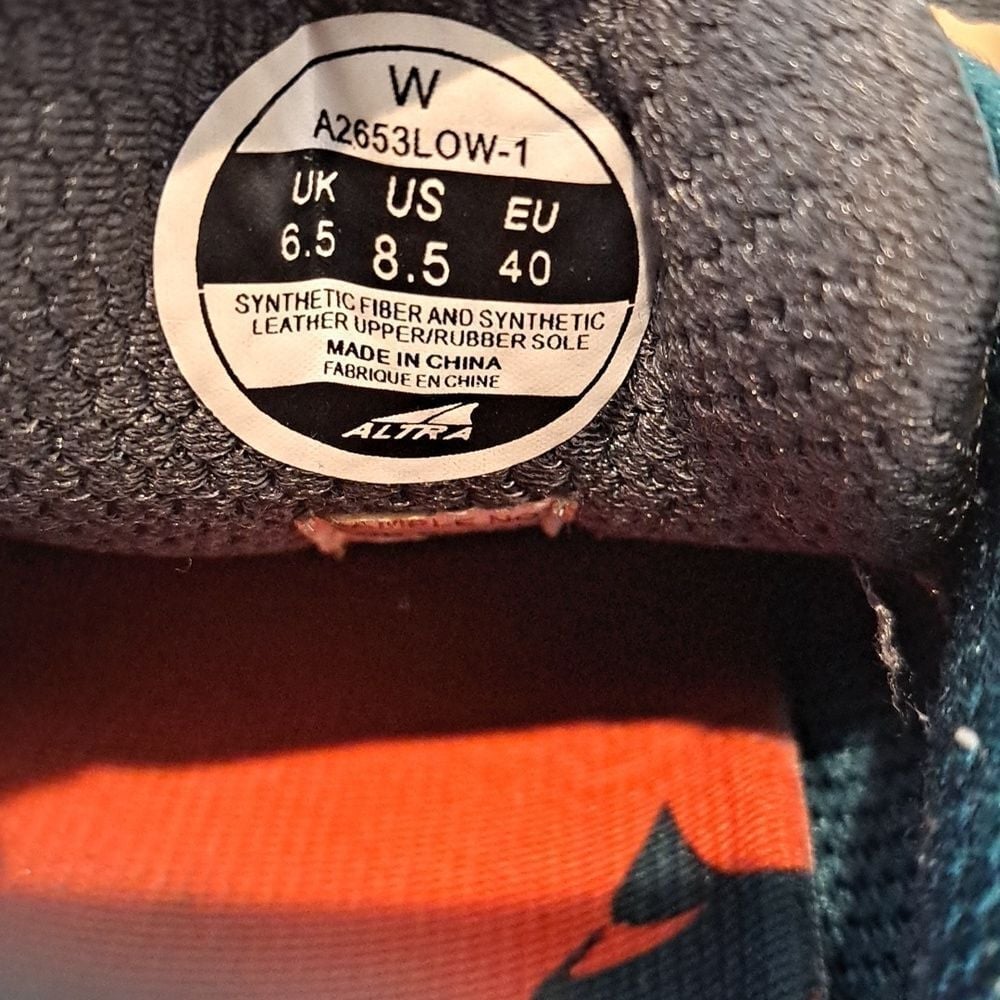 W
A2653LOW-1
UK US EU
6.5 8.5 40
SYNTHETIC FIBER AND SYNTHETIC
LEATHER UPPER/RUBBER SOLE
MADE IN CHINA
FABRIQUE EN CHINE
ALTRA